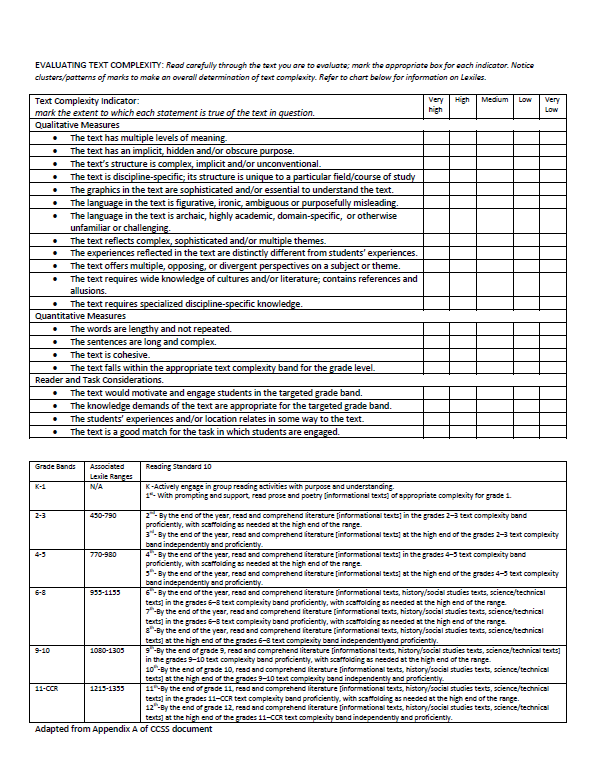 EVALUATING TEXT COMPLEXITY: Read carefully through the text you are to evaluate; mark the appropriate box for each indicator. Notice
clusters/patterns of marks to make an overall determination of text complexity. Refer to chart below for information on Lexiles.
Text Complexity Indicator:
mark the extent to which each statement is true of the text in question.
Very high
High
Medium
Low
Very Low
Qualitative Measures
• The text has multiple levels of meaning.
• The text has an implicit, hidden and/or obscure purpose.
• The text's structure is complex, implicit and/or unconventional.
• The text is discipline-specific; its structure is unique to a particular field/course of study
• The graphics in the text are sophisticated and/or essential to understand the text.
• The language in the text is figurative, ironic, ambiguous or purposefully misleading.
• The language in the text is archaic, highly academic, domain-specific, or otherwise
unfamiliar or challenging.
• The text reflects complex, sophisticated and/or multiple themes.
• The experiences reflected in the text are distinctly different from students' experiences.
• The text offers multiple, opposing, or divergent perspectives on a subject or theme.
• The text requires wide knowledge of cultures and/or literature; contains references and
allusions.
• The text requires specialized discipline-specific knowledge.
Quantitative Measures
• The words are lengthy and not repeated.
• The sentences are long and complex.
• The text is cohesive.
• The text falls within the appropriate text complexity band for the grade level.
Reader and Task Considerations.
• The text would motivate and engage students in the targeted grade band.
• The knowledge demands of the text are appropriate for the targeted grade band.
• The students' experiences and/or location relates in some way to the text.
• The text is a good match for the task in which students are engaged.
Grade Bands
Associated
Lexile Ranges
Reading Standard 10
K-1
N/A
K -Actively engage in group reading activities with purpose and understanding.
1st- With prompting and support, read prose and poetry [informational texts] of appropriate complexity for grade 1.
2-3
450-790
2nd- By the end of the year, read and comprehend literature [informational texts] in the grades 2–3 text complexity band
proficiently, with scaffolding as needed at the high end of the range.
3rd- By the end of the year, read and comprehend literature [informational texts] at the high end of the grades 2–3 text complexity
band independently and proficiently.
4-5
770-980
4th- By the end of the year, read and comprehend literature [informational texts] in the grades 4–5 text complexity band
proficiently, with scaffolding as needed at the high end of the range.
5th- By the end of the year, read and comprehend literature [informational texts] at the high end of the grades 4–5 text complexity
band independently and proficiently.
6-8
955-1155
6th- By the end of the year, read and comprehend literature [informational texts, history/social studies texts, science/technical
texts] in the grades 6–8 text complexity band proficiently, with scaffolding as needed at the high end of the range.
7th-By the end of the year, read and comprehend literature [informational texts, history/social studies texts, science/technical
texts] in the grades 6–8 text complexity band proficiently, with scaffolding as needed at the high end of the range.
8th-By the end of the year, read and comprehend literature [informational texts, history/social studies texts, science/technical
texts] at the high end of the grades 6–8 text complexity band independentlyand proficiently.
9-10
1080-1305
9th-By the end of grade 9, read and comprehend literature [informational texts, history/social studies texts, science/technical texts]
in the grades 9–10 text complexity band proficiently, with scaffolding as needed at the high end of the range.
10th-By the end of grade 10, read and comprehend literature [informational texts, history/social studies texts, science/technical
texts] at the high end of the grades 9–10 text complexity band independently and proficiently.
11-CCR
1215-1355
11th-By the end of grade 11, read and comprehend literature [informational texts, history/social studies texts, science/technical
texts] in the grades 11–CCR text complexity band proficiently, with scaffolding as needed at the high end of the range.
12th-By the end of grade 12, read and comprehend literature [informational texts, history/social studies texts, science/technical
texts] at the high end of the grades 11–CCR text complexity band independently and proficiently.
Adapted from Appendix A of CCSS document